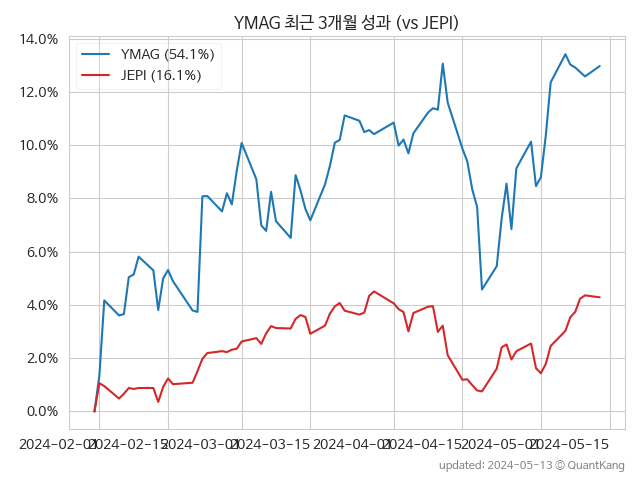 YMAG 최근 3개월 성과 (vs JEPI)
14.0%
YMAG (54.1%)
JEPI (16.1%)
12.0%
10.0%
8.0%
6.0%
4.0%
2.0%
0.0%
2024-02-01 2024-02-15 2024-03-01 2024-03-15 2024-04-01 2024-04-15 2024-05-01 2024-05-15
updated: 2024-05-13 ⓒ QuantKang